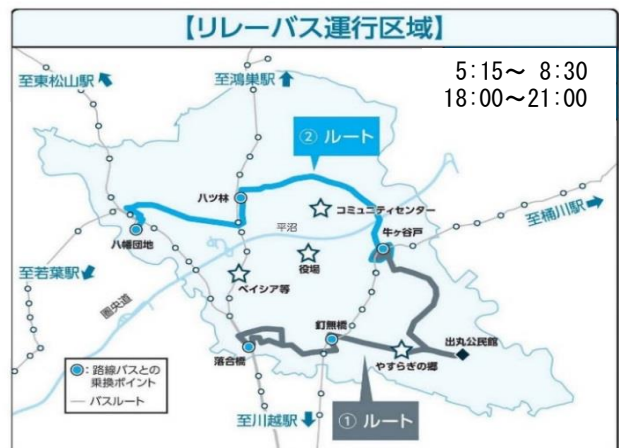 【リレーバス運行区域】
5:15～ 8:30
18:00～21:00
至東松山駅
至鴻巣駅
② ルート
八ツ林
コミュニティセンター
至桶川駅
八幡団地
平沼
牛ヶ谷戸
役場
至若葉駅
ベイシア等
圏央道
釘無橋
出丸公民館
落合橋
やすらぎの郷
：路線バスとの
乗換ポイント
バスルート
至川越駅
① ルート